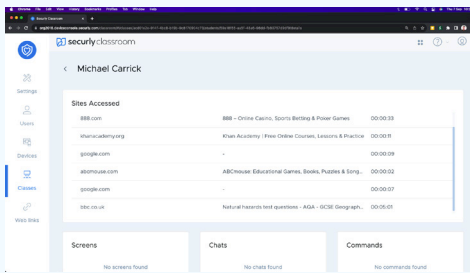 Chrome File Edit View History Bookmarks Profiles Tab Window Help
Securly Classroom
securly classroom
< Michael Carrick
Settings
Users
Devices
Classes
Web links
Sites Accessed
888.com 888 – Online Casino, Sports Betting & Poker Games 00:00:33
khanacademy.org Khan Academy | Free Online Courses, Lessons & Practice 00:00:11
google.com - 00:00:09
abcmouse.com ABCmouse: Educational Games, Books, Puzzles & Song... 00:00:02
google.com - 00:00:07
bbc.co.uk Natural hazards test questions - AQA - GCSE Geograph... 00:05:01
Screens Chats Commands
No screens found No chats found No commands found